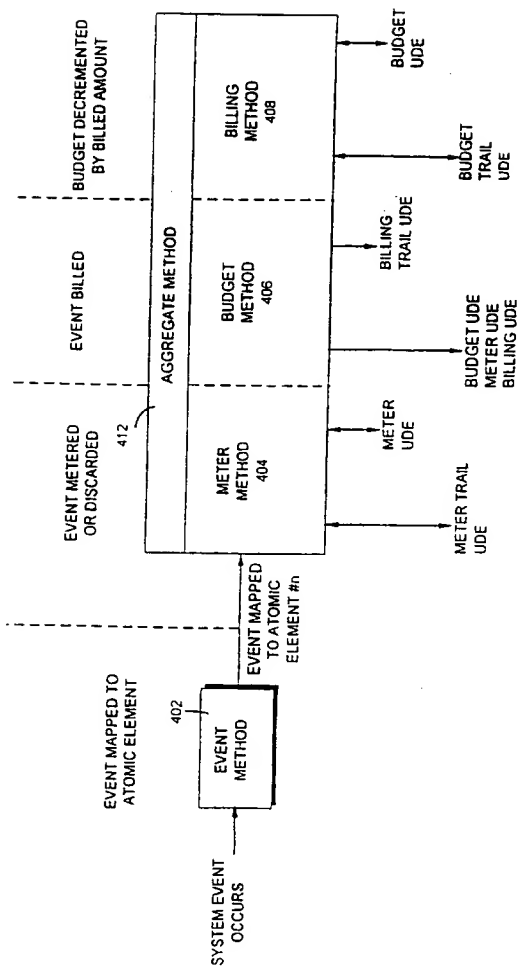 EVENT MAPPED TO
ATOMIC ELEMENT
EVENT METERED
OR DISCARDED
EVENT BILLED
BUDGET DECREMENTED
BY BILLED AMOUNT
SYSTEM EVENT
OCCURS
402
EVENT
METHOD
EVENT MAPPED
TO ATOMIC
ELEMENT #n
412
AGGREGATE METHOD
METER
METHOD
404
BUDGET
METHOD
406
BILLING
METHOD
408
METER TRAIL
UDE
METER
UDE
BUDGET UDE
METER UDE
BILLING UDE
BILLING
TRAIL UDE
BUDGET
TRAIL
UDE
BUDGET
UDE